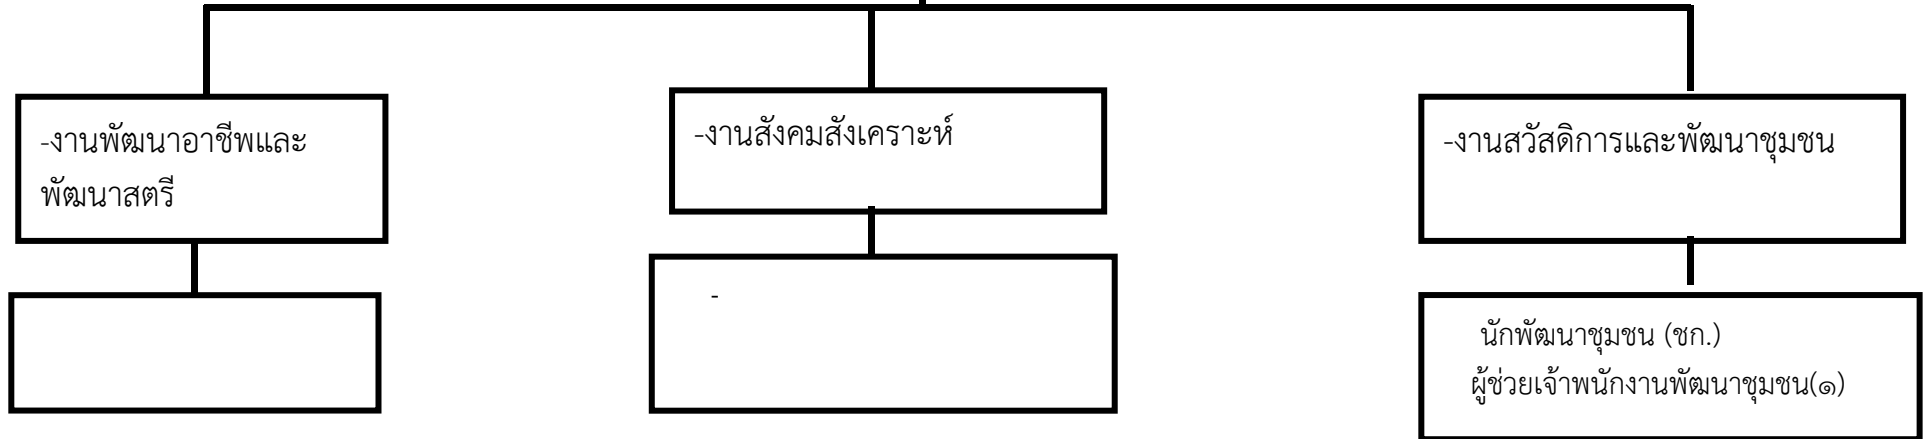 -งานพัฒนาอาชีพและ
พัฒนาสตรี
-งานสังคมสังเคราะห์
-งานสวัสดิการและพัฒนาชุมชน
-
นักพัฒนาชุมชน (ชก.)
ผู้ช่วยเจ้าพนักงานพัฒนาชุมชน(๑)